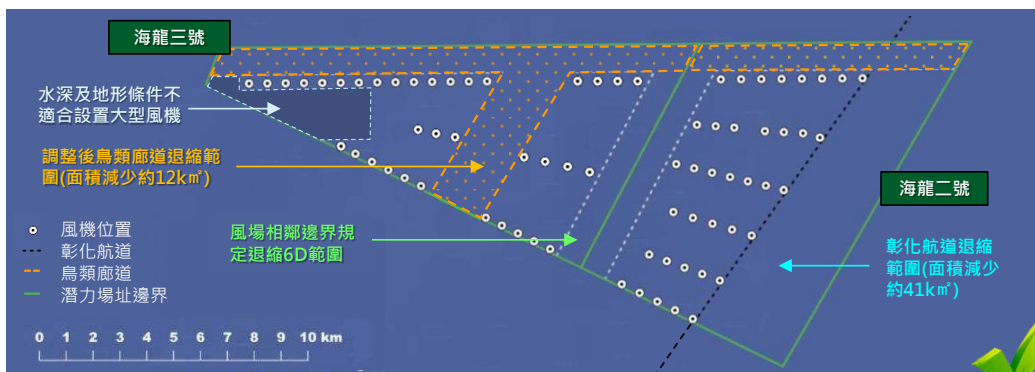 海龍三號
水深及地形條件不
適合設置大型風機
調整後鳥類廊道退縮範
圍(面積減少約12k㎡)
風場相鄰邊界規
定退縮6D範圍
海龍二號
彰化航道退縮
範圍(面積減少
約41k㎡)
風機位置
彰化航道
鳥類廊道
潛力場址邊界
0 1 2 3 4 5 6 7 8 9 10 km